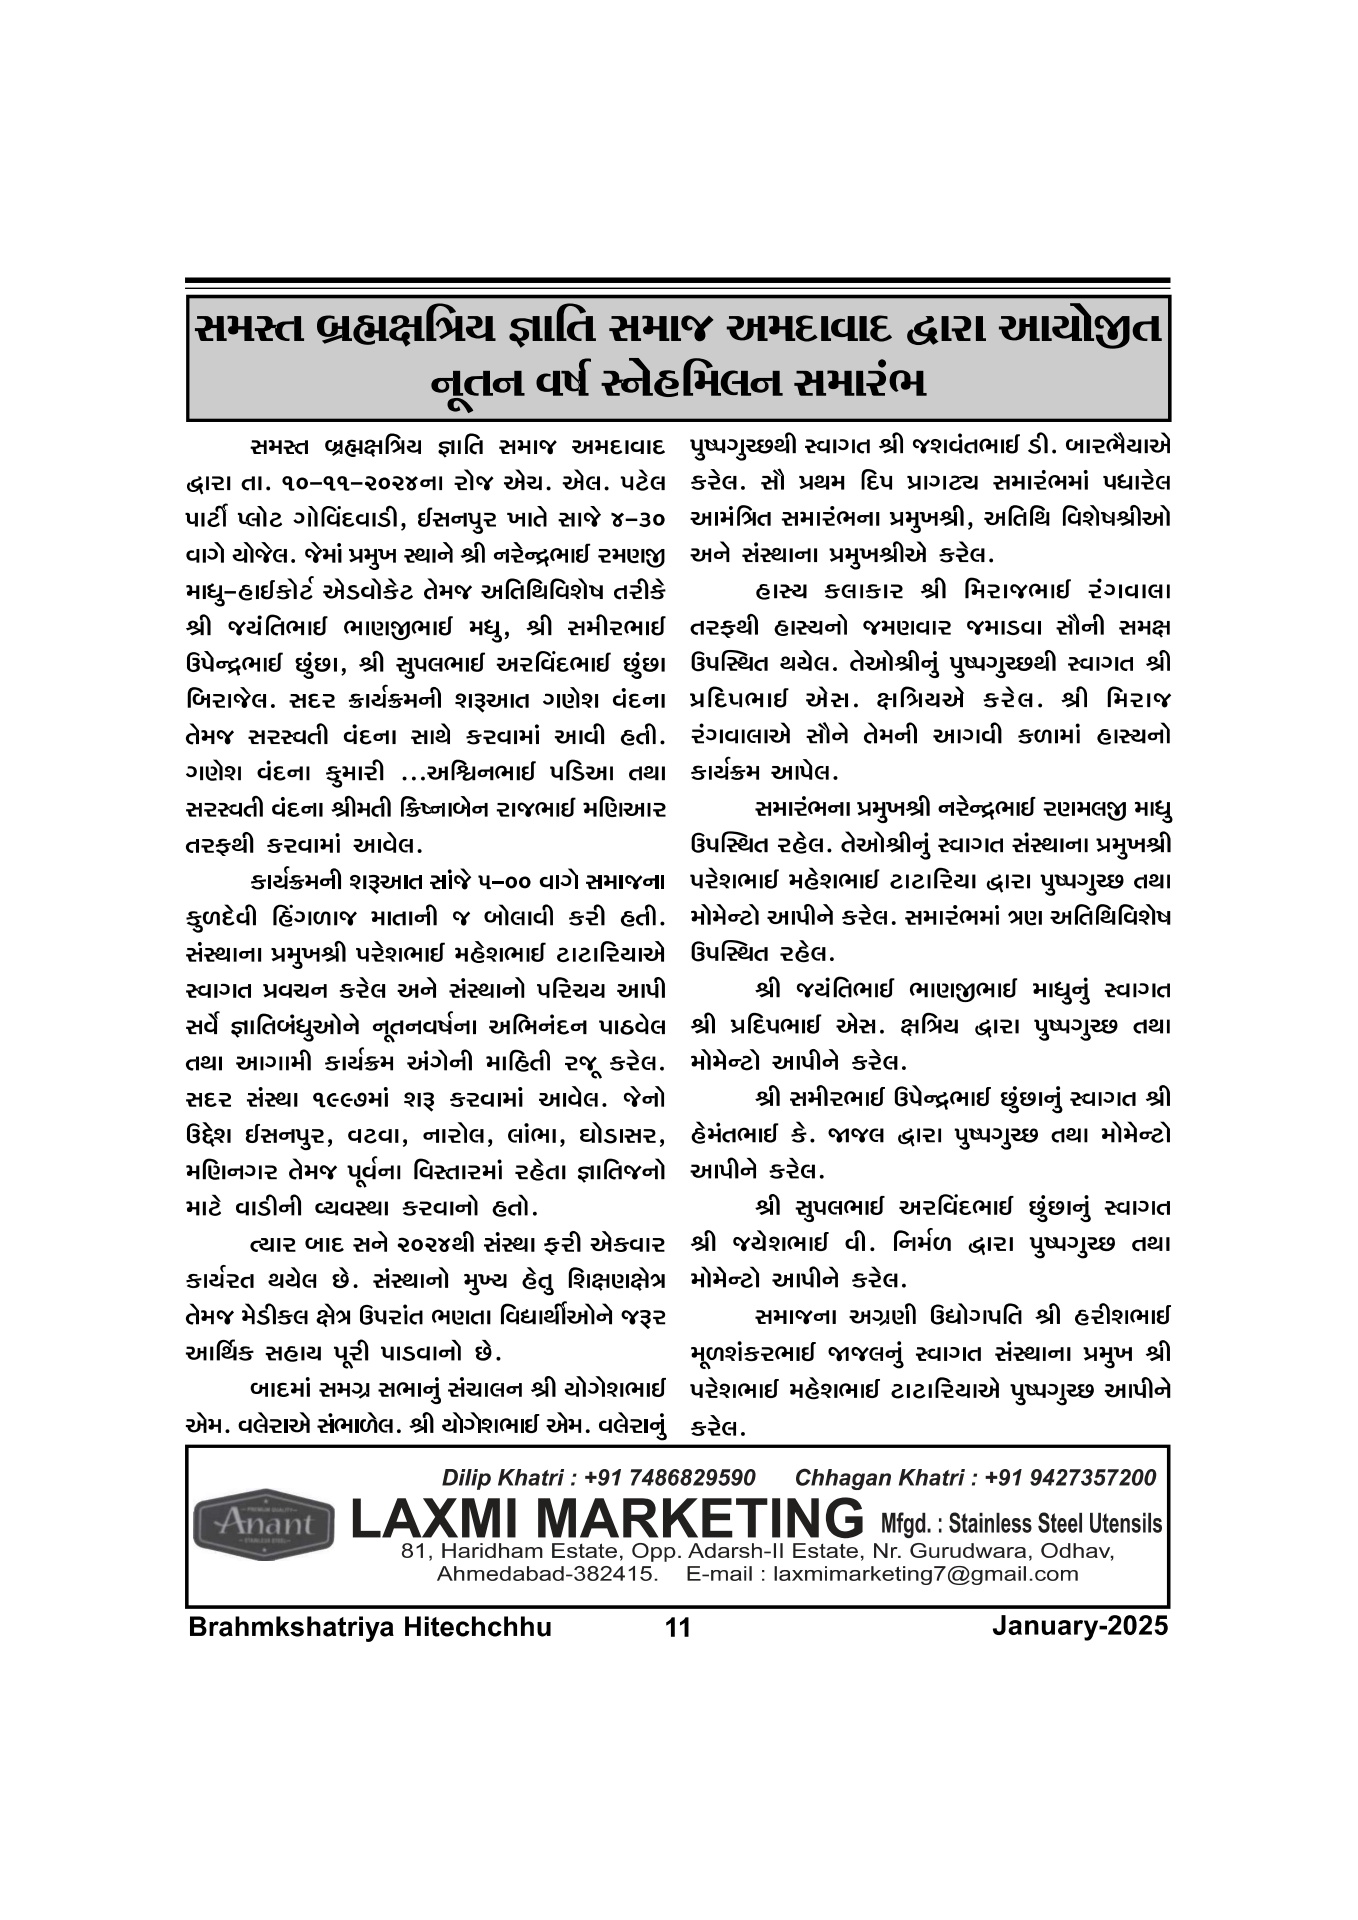 સમસ્ત બ્રહ્મક્ષત્રિય જ્ઞાતિ સમાજ અમદાવાદ દ્વારા આયોજીત
નૂતન વર્ષ સ્નેહમિલન સમારંભ
સમસ્ત બ્રહ્મક્ષત્રિય જ્ઞાતિ સમાજ અમદાવાદ
દ્વારા તા. ૧૦–૧૧–૨૦૨૪ના રોજ એચ. એલ. પટેલ
પાર્ટી પ્લોટ ગોવિંદવાડી, ઈસનપુર ખાતે સાજે ૪–૩૦
વાગે યોજેલ. જેમાં પ્રમુખ સ્થાને શ્રી નરેન્દ્રભાઈ રમણજી
માધુ–હાઈકોર્ટ એડવોકેટ તેમજ અતિથિવિશેષ તરીકે
શ્રી જયંતિભાઈ ભાણજીભાઈ મધુ, શ્રી સમીરભાઈ
ઉપેન્દ્રભાઈ છુંછા, શ્રી સુપલભાઈ અરવિંદભાઈ છુંછા
બિરાજેલ. સદર ક્રાર્યક્રમની શરૂઆત ગણેશ વંદના
તેમજ સરસ્વતી વંદના સાથે કરવામાં આવી હતી.
ગણેશ વંદના કુમારી ...અશ્વિનભાઈ પડિઆ તથા
સરસ્વતી વંદના શ્રીમતી ક્રિષ્નાબેન રાજભાઈ મણિઆર
તરફથી કરવામાં આવેલ.
કાર્યક્રમની શરૂઆત સાંજે ૫–૦૦ વાગે સમાજના
કુળદેવી હિંગળાજ માતાની જ બોલાવી કરી હતી.
સંસ્થાના પ્રમુખશ્રી પરેશભાઈ મહેશભાઈ ટાટારિયાએ
સ્વાગત પ્રવચન કરેલ અને સંસ્થાનો પરિચય આપી
સર્વે જ્ઞાતિબંધુઓને નૂતનવર્ષના અભિનંદન પાઠવેલ
તથા આગામી કાર્યક્રમ અંગેની માહિતી રજૂ કરેલ.
સદર સંસ્થા ૧૯૯૭માં શરૂ કરવામાં આવેલ. જેનો
ઉદ્દેશ ઈસનપુર, વટવા, નારોલ, લાંભા, ઘોડાસર,
મણિનગર તેમજ પૂર્વના વિસ્તારમાં રહેતા જ્ઞાતિજનો
માટે વાડીની વ્યવસ્થા કરવાનો હતો.
ત્યાર બાદ સને ૨૦૨૪થી સંસ્થા ફરી એકવાર
કાર્યરત થયેલ છે. સંસ્થાનો મુખ્ય હેતુ શિક્ષણક્ષેત્ર
તેમજ મેડીકલ ક્ષેત્ર ઉપરાંત ભણતા વિદ્યાર્થીઓને જરૂર
આર્થિક સહાય પૂરી પાડવાનો છે.
બાદમાં સમગ્ર સભાનું સંચાલન શ્રી યોગેશભાઈ
એમ. વલેરાએ સંભાળેલ. શ્રી યોગેશભાઈ એમ. વલેરાનું
પુષ્પગુચ્છથી સ્વાગત શ્રી જશવંતભાઈ ડી. બારભૈયાએ
કરેલ. સૌ પ્રથમ દિપ પ્રાગટ્ય સમારંભમાં પધારેલ
આમંત્રિત સમારંભના પ્રમુખશ્રી, અતિથિ વિશેષશ્રીઓ
અને સંસ્થાના પ્રમુખશ્રીએ કરેલ.
હાસ્ય કલાકાર શ્રી મિરાજભાઈ રંગવાલા
તરફથી હાસ્યનો જમણવાર જમાડવા સૌની સમક્ષ
ઉપસ્થિત થયેલ. તેઓશ્રીનું પુષ્પગુચ્છથી સ્વાગત શ્રી
પ્રદિપભાઈ એસ. ક્ષત્રિયએ કરેલ. શ્રી મિરાજ
રંગવાલાએ સૌને તેમની આગવી કળામાં હાસ્યનો
કાર્યક્રમ આપેલ.
સમારંભના પ્રમુખશ્રી નરેન્દ્રભાઈ રણમલજી માધુ
ઉપસ્થિત રહેલ. તેઓશ્રીનું સ્વાગત સંસ્થાના પ્રમુખશ્રી
પરેશભાઈ મહેશભાઈ ટાટારિયા દ્વારા પુષ્પગુચ્છ તથા
મોમેન્ટો આપીને કરેલ. સમારંભમાં ત્રણ અતિથિવિશેષ
ઉપસ્થિત રહેલ.
શ્રી જયંતિભાઈ ભાણજીભાઈ માધુનું સ્વાગત
શ્રી પ્રદિપભાઈ એસ. ક્ષત્રિય દ્વારા પુષ્પગુચ્છ તથા
મોમેન્ટો આપીને કરેલ.
શ્રી સમીરભાઈ ઉપેન્દ્રભાઈ છુંછાનું સ્વાગત શ્રી
હેમંતભાઈ કે. જાજલ દ્વારા પુષ્પગુચ્છ તથા મોમેન્ટો
આપીને કરેલ.
શ્રી સુપલભાઈ અરવિંદભાઈ છુંછાનું સ્વાગત
શ્રી જયેશભાઈ વી. નિર્મળ દ્વારા પુષ્પગુચ્છ તથા
મોમેન્ટો આપીને કરેલ.
સમાજના અગ્રણી ઉદ્યોગપતિ શ્રી હરીશભાઈ
મૂળશંકરભાઈ જાજલનું સ્વાગત સંસ્થાના પ્રમુખ શ્રી
પરેશભાઈ મહેશભાઈ ટાટારિયાએ પુષ્પગુચ્છ આપીને
કરેલ.
Dilip Khatri : +91 7486829590 Chhagan Khatri : +91 9427357200
PREMIUM QUALITY
Anant
STAINLESS STEEL
LAXMI MARKETING Mfgd. : Stainless Steel Utensils
81, Haridham Estate, Opp. Adarsh-II Estate, Nr. Gurudwara, Odhav,
Ahmedabad-382415. E-mail : laxmimarketing7@gmail.com
Brahmkshatriya Hitechchhu 11 January-2025